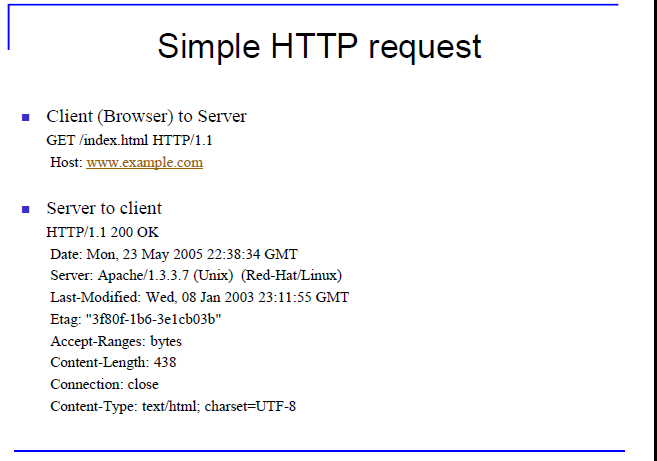 Simple HTTP request
Client (Browser) to Server
GET /index.html HTTP/1.1
Host: www.example.com
Server to client
HTTP/1.1 200 OK
Date: Mon, 23 May 2005 22:38:34 GMT
Server: Apache/1.3.3.7 (Unix)  (Red-Hat/Linux)
Last-Modified: Wed, 08 Jan 2003 23:11:55 GMT
Etag: "3f80f-1b6-3e1cb03b"
Accept-Ranges: bytes
Content-Length: 438
Connection: close
Content-Type: text/html; charset=UTF-8